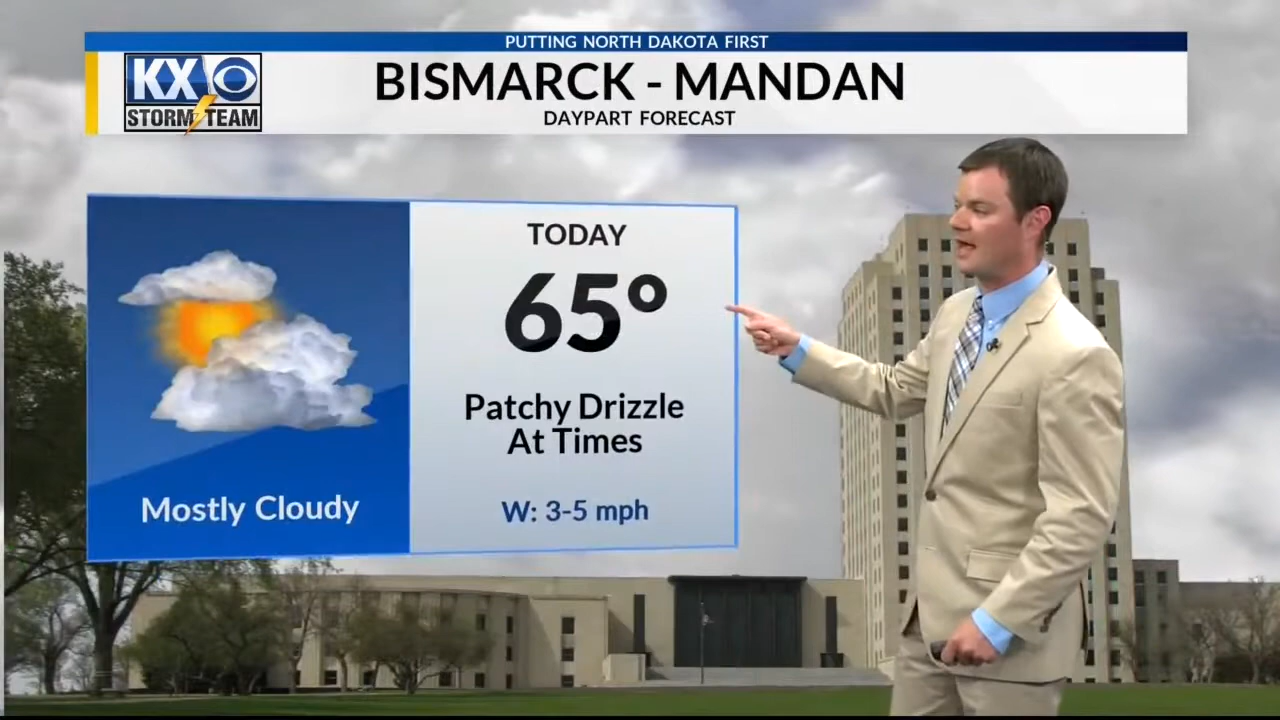 PUTTING NORTH DAKOTA FIRST
KX
STORM TEAM
BISMARCK - MANDAN
DAYPART FORECAST
TODAY
65°
Patchy Drizzle
At Times
Mostly Cloudy
W: 3-5 mph